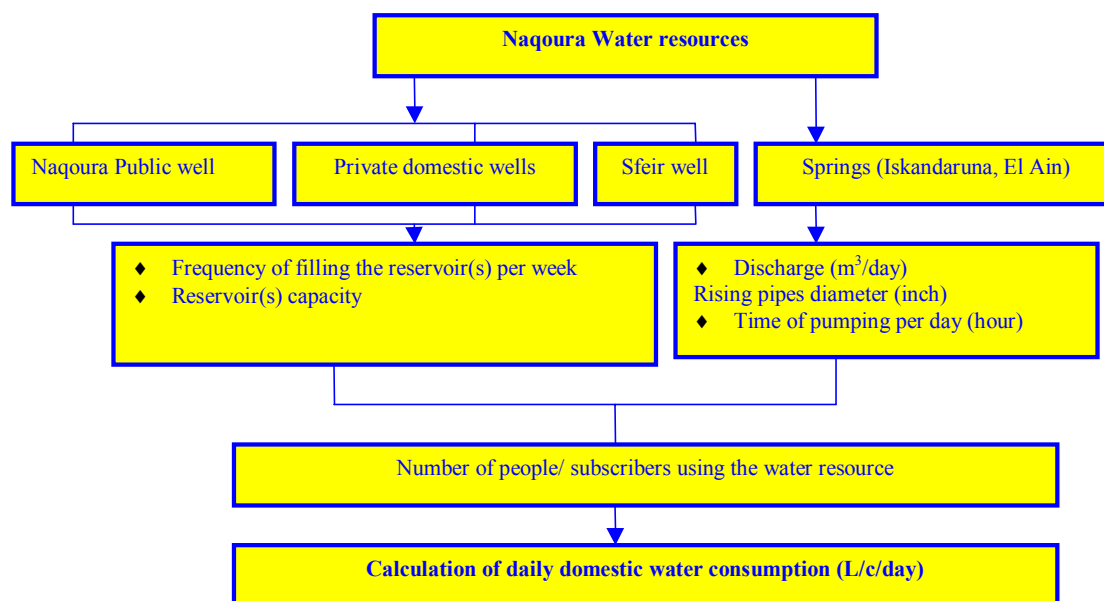 Naqoura Water resources
Naqoura Public well
Private domestic wells
Sfeir well
Springs (Iskandaruna, El Ain)
♦ Frequency of filling the reservoir(s) per week
♦ Reservoir(s) capacity
♦ Discharge (m³/day)
Rising pipes diameter (inch)
♦ Time of pumping per day (hour)
Number of people/ subscribers using the water resource
Calculation of daily domestic water consumption (L/c/day)